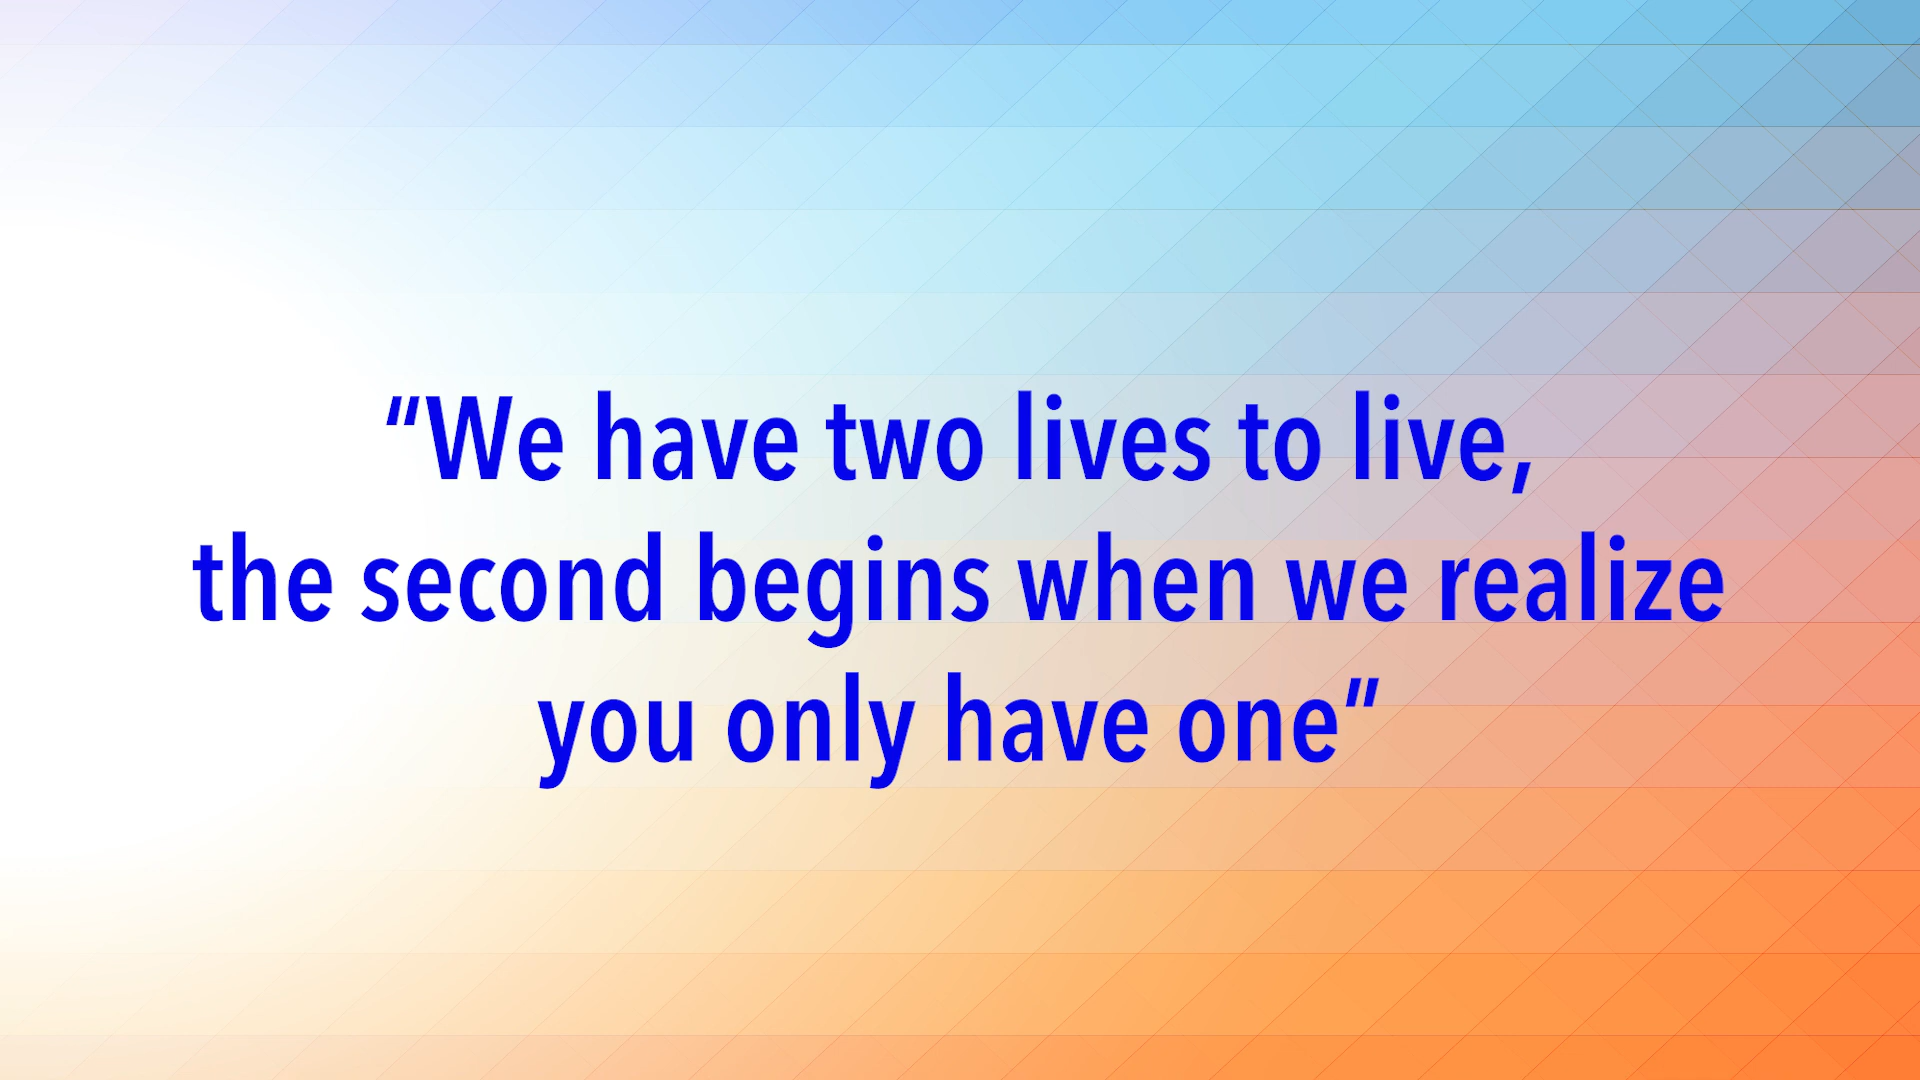 “We have two lives to live,
the second begins when we realize
you only have one”